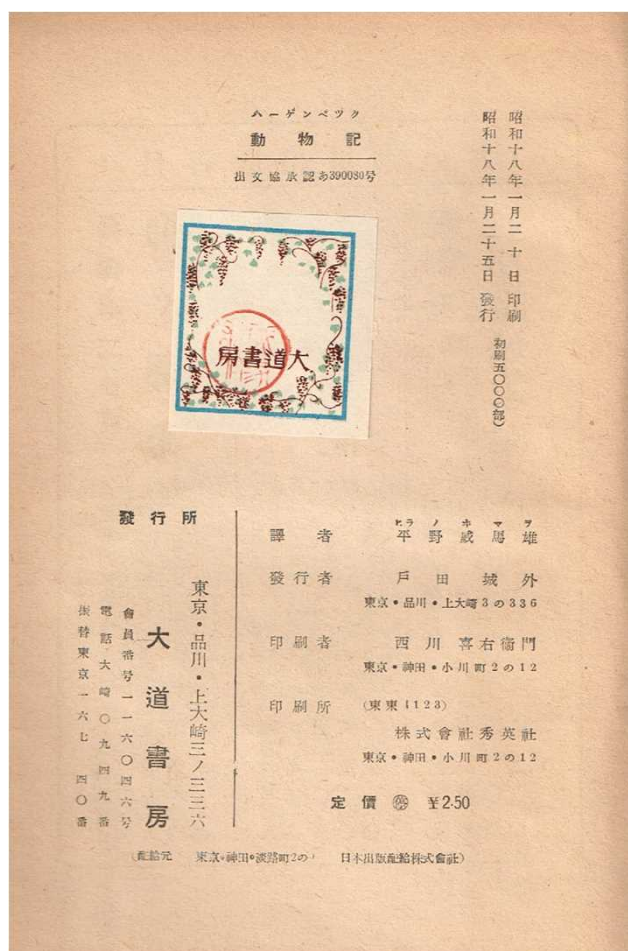 ハーゲンベツク
動物記
出文協承認あ390080号
昭和十八年一月二十日印刷
昭和十八年一月二十五日發行
初刷五〇〇〇部)
大道書房
ヒラノホマヲ
譯者 平野威馬雄
發行者 戸田城外
東京・品川・上大崎3の336
印刷者 西川喜右衞門
東京・神田・小川町2の12
印刷所 (東東1123)
株式會社秀英社
東京・神田・小川町2の12
定價 ㊕ ¥2.50
發行所
東京・品川・上大崎三ノ三三六
大道書房
會員番号一一六〇四六号
電話大崎〇九四九番
振替東京一六七四〇番
(配給元 東京・神田・淡路町2の 日本出版配給株式會社)